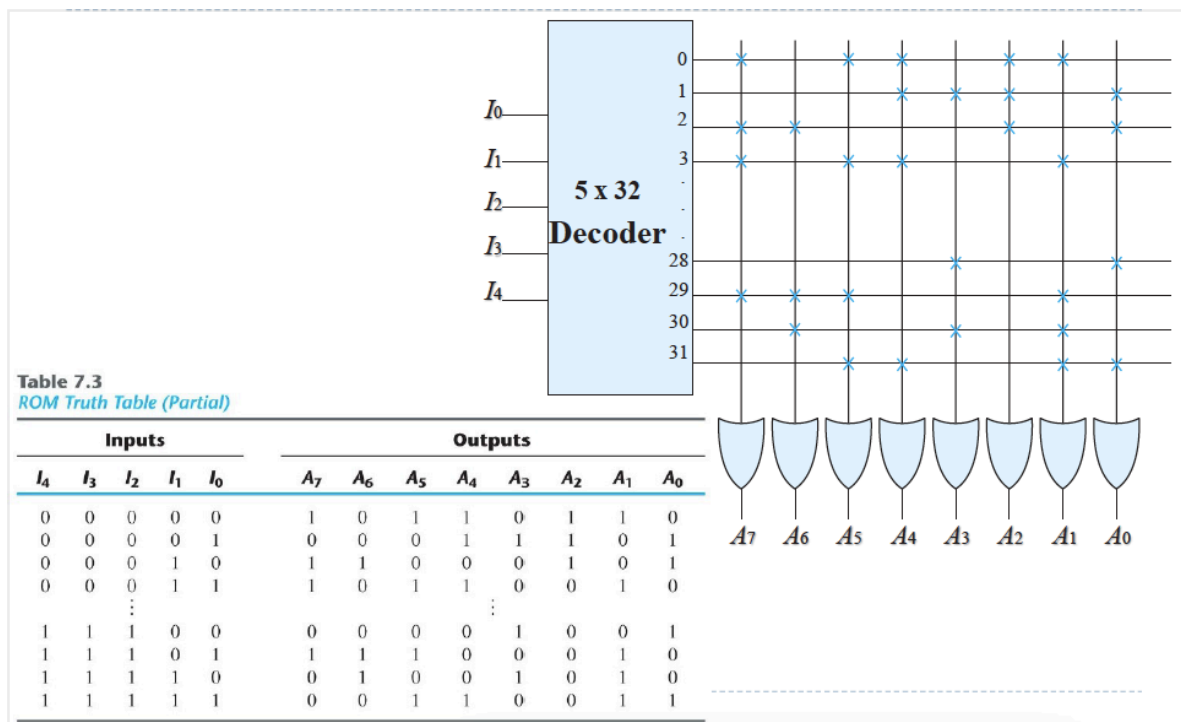 0
1
I0
2
I1
3
5 x 32
.
I2
.
Decoder
.
I3
28
29
I4
30
31
Table 7.3
ROM Truth Table (Partial)
Inputs Outputs
I4 I3 I2 I1 I0 A7 A6 A5 A4 A3 A2 A1 A0
0 0 0 0 0 1 0 1 1 0 1 1 0
0 0 0 0 1 0 0 0 1 1 1 0 1
0 0 0 1 0 1 1 0 0 0 1 0 1
0 0 0 1 1 1 0 1 1 0 0 1 0
⋮ ⋮
1 1 1 0 0 0 0 0 0 1 0 0 1
1 1 1 0 1 1 1 1 0 0 0 1 0
1 1 1 1 0 0 1 0 0 1 0 1 0
1 1 1 1 1 0 0 1 1 0 0 1 1
A7 A6 A5 A4 A3 A2 A1 A0